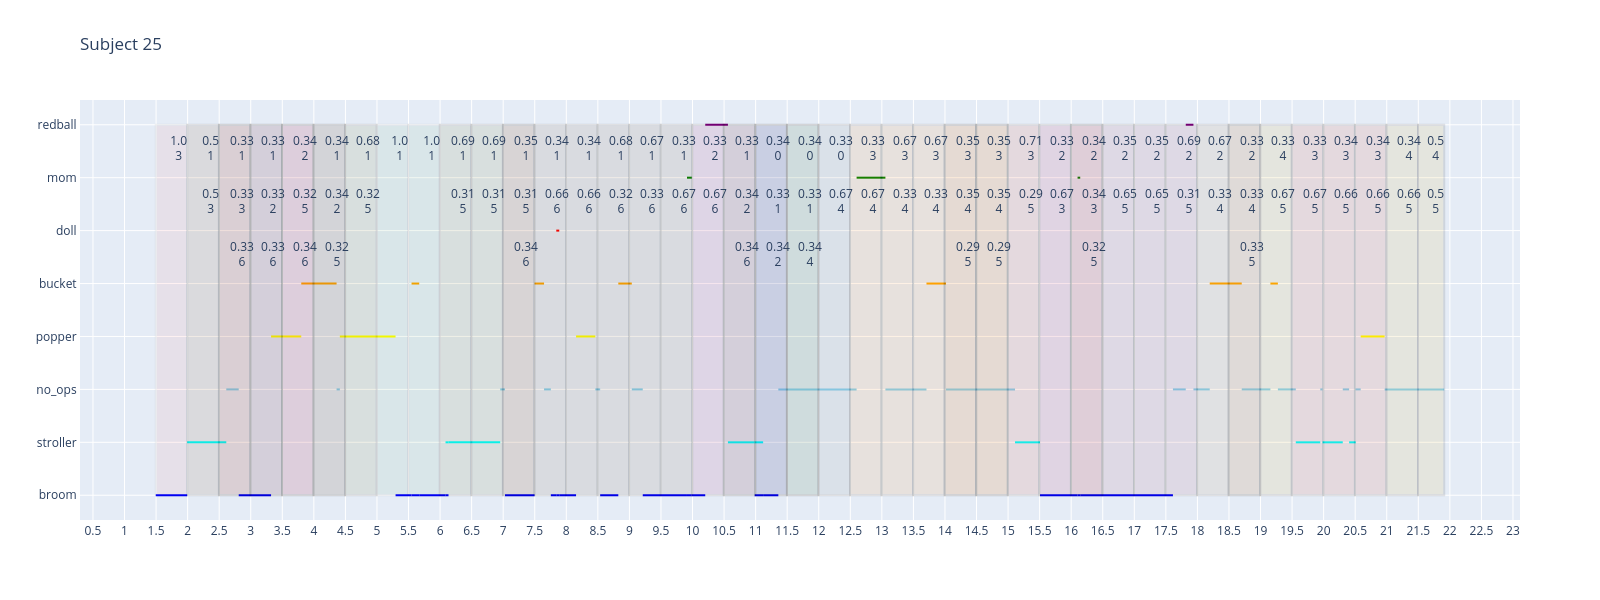 Subject 25
redball
1.0 0.5 0.33 0.33 0.34 0.34 0.68 1.0 1.0 0.69 0.69 0.35 0.34 0.34 0.68 0.67 0.33 0.33 0.33 0.34 0.34 0.33 0.33 0.67 0.67 0.35 0.35 0.71 0.33 0.34 0.35 0.35 0.69 0.67 0.33 0.33 0.67 0.34 0.34 0.34 0.5
3 1 1 1 2 1 1 1 1 1 1 1 1 1 1 1 1 2 1 0 0 0 3 3 3 3 3 3 2 2 2 2 2 2 2 4 3 3 3 4 4
mom
0.5 0.33 0.33 0.32 0.34 0.32 0.31 0.31 0.31 0.66 0.66 0.32 0.33 0.67 0.67 0.34 0.33 0.33 0.67 0.67 0.33 0.33 0.35 0.35 0.29 0.67 0.34 0.65 0.65 0.31 0.33 0.33 0.67 0.67 0.66 0.66 0.66 0.5
3 3 2 5 2 5 5 5 5 6 6 6 6 6 6 2 1 1 4 4 4 4 4 4 5 3 3 5 5 5 4 4 5 5 5 5 5 5
doll
0.33 0.33 0.34 0.32 0.34 0.34 0.34 0.34 0.29 0.29 0.32 0.33
6 6 6 5 6 6 2 4 5 5 5 5
bucket
popper
no_ops
stroller
broom
0.5 1 1.5 2 2.5 3 3.5 4 4.5 5 5.5 6 6.5 7 7.5 8 8.5 9 9.5 10 10.5 11 11.5 12 12.5 13 13.5 14 14.5 15 15.5 16 16.5 17 17.5 18 18.5 19 19.5 20 20.5 21 21.5 22 22.5 23